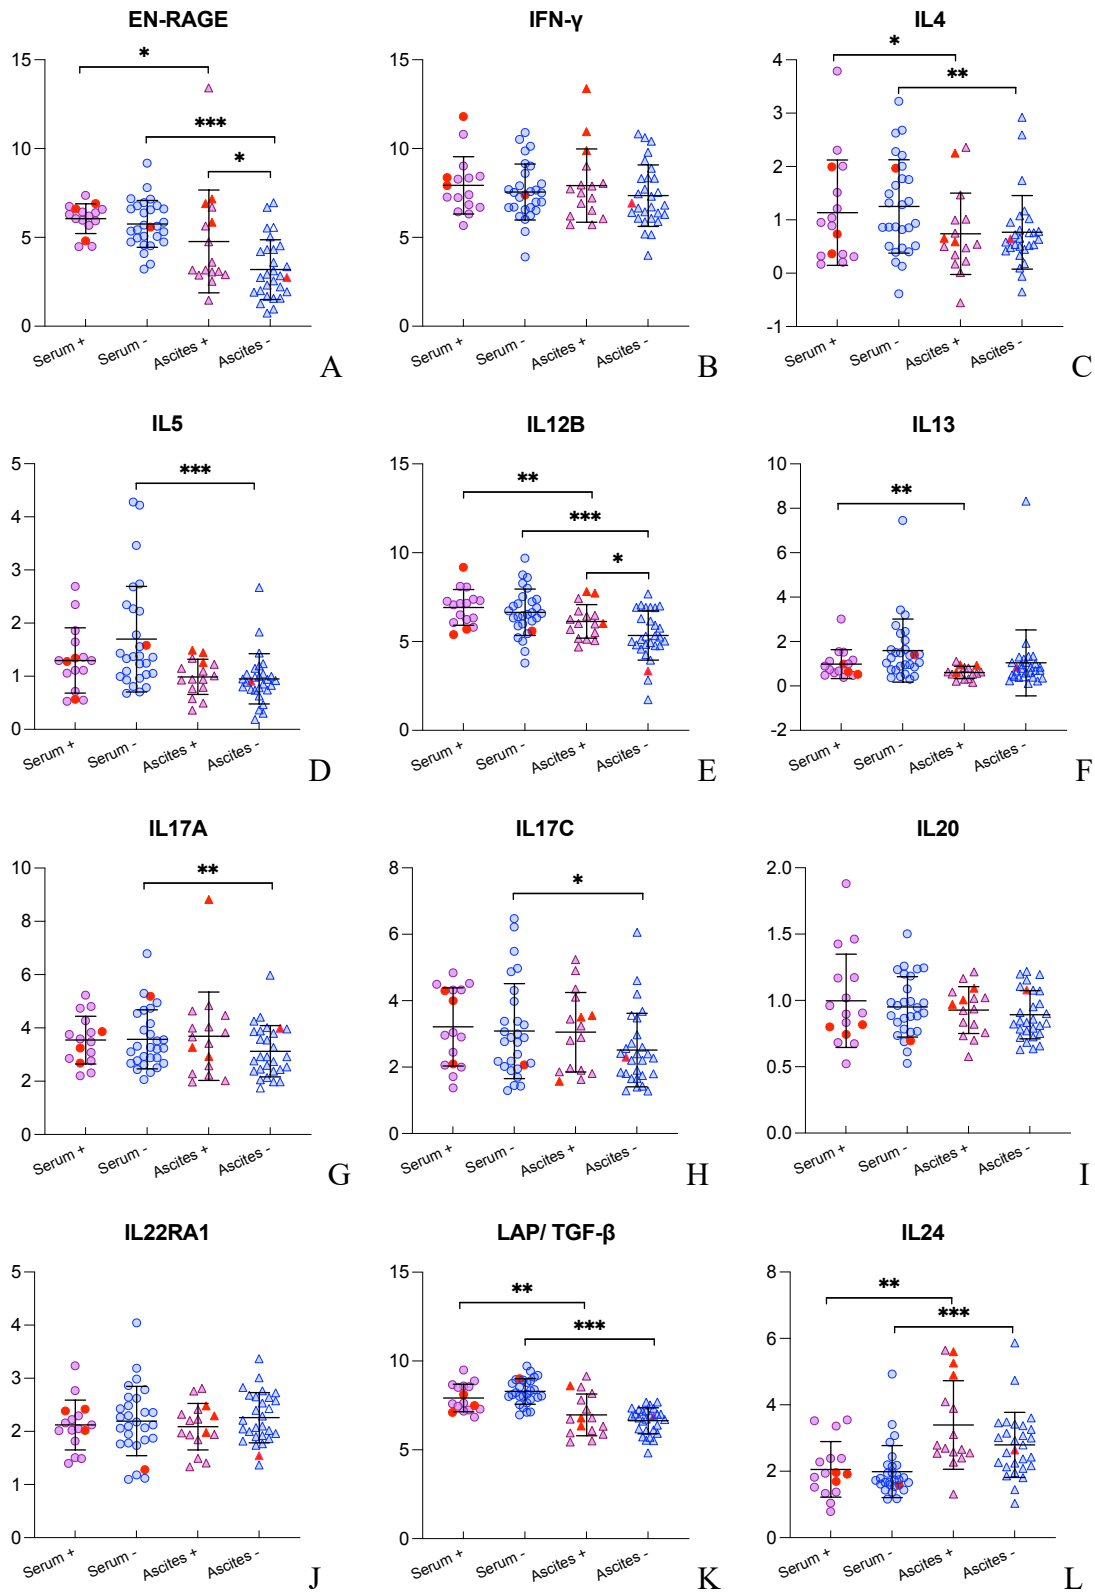 EN-RAGE
IFN-γ
IL4
15
10
5
0
*
***
*
Serum +
Serum -
Ascites +
Ascites -
A
15
10
5
0
Serum +
Serum -
Ascites +
Ascites -
B
4
3
2
1
0
-1
*
**
Serum +
Serum -
Ascites +
Ascites -
C
IL5
IL12B
IL13
5
4
3
2
1
0
***
Serum +
Serum -
Ascites +
Ascites -
D
15
10
5
0
**
***
*
Serum +
Serum -
Ascites +
Ascites -
E
10
8
6
4
2
0
-2
**
Serum +
Serum -
Ascites +
Ascites -
F
IL17A
IL17C
IL20
10
8
6
4
2
0
**
Serum +
Serum -
Ascites +
Ascites -
G
8
6
4
2
0
*
Serum +
Serum -
Ascites +
Ascites -
H
2.0
1.5
1.0
0.5
0.0
Serum +
Serum -
Ascites +
Ascites -
I
IL22RA1
LAP/ TGF-β
IL24
5
4
3
2
1
0
Serum +
Serum -
Ascites +
Ascites -
J
15
10
5
0
**
***
Serum +
Serum -
Ascites +
Ascites -
K
8
6
4
2
0
**
***
Serum +
Serum -
Ascites +
Ascites -
L